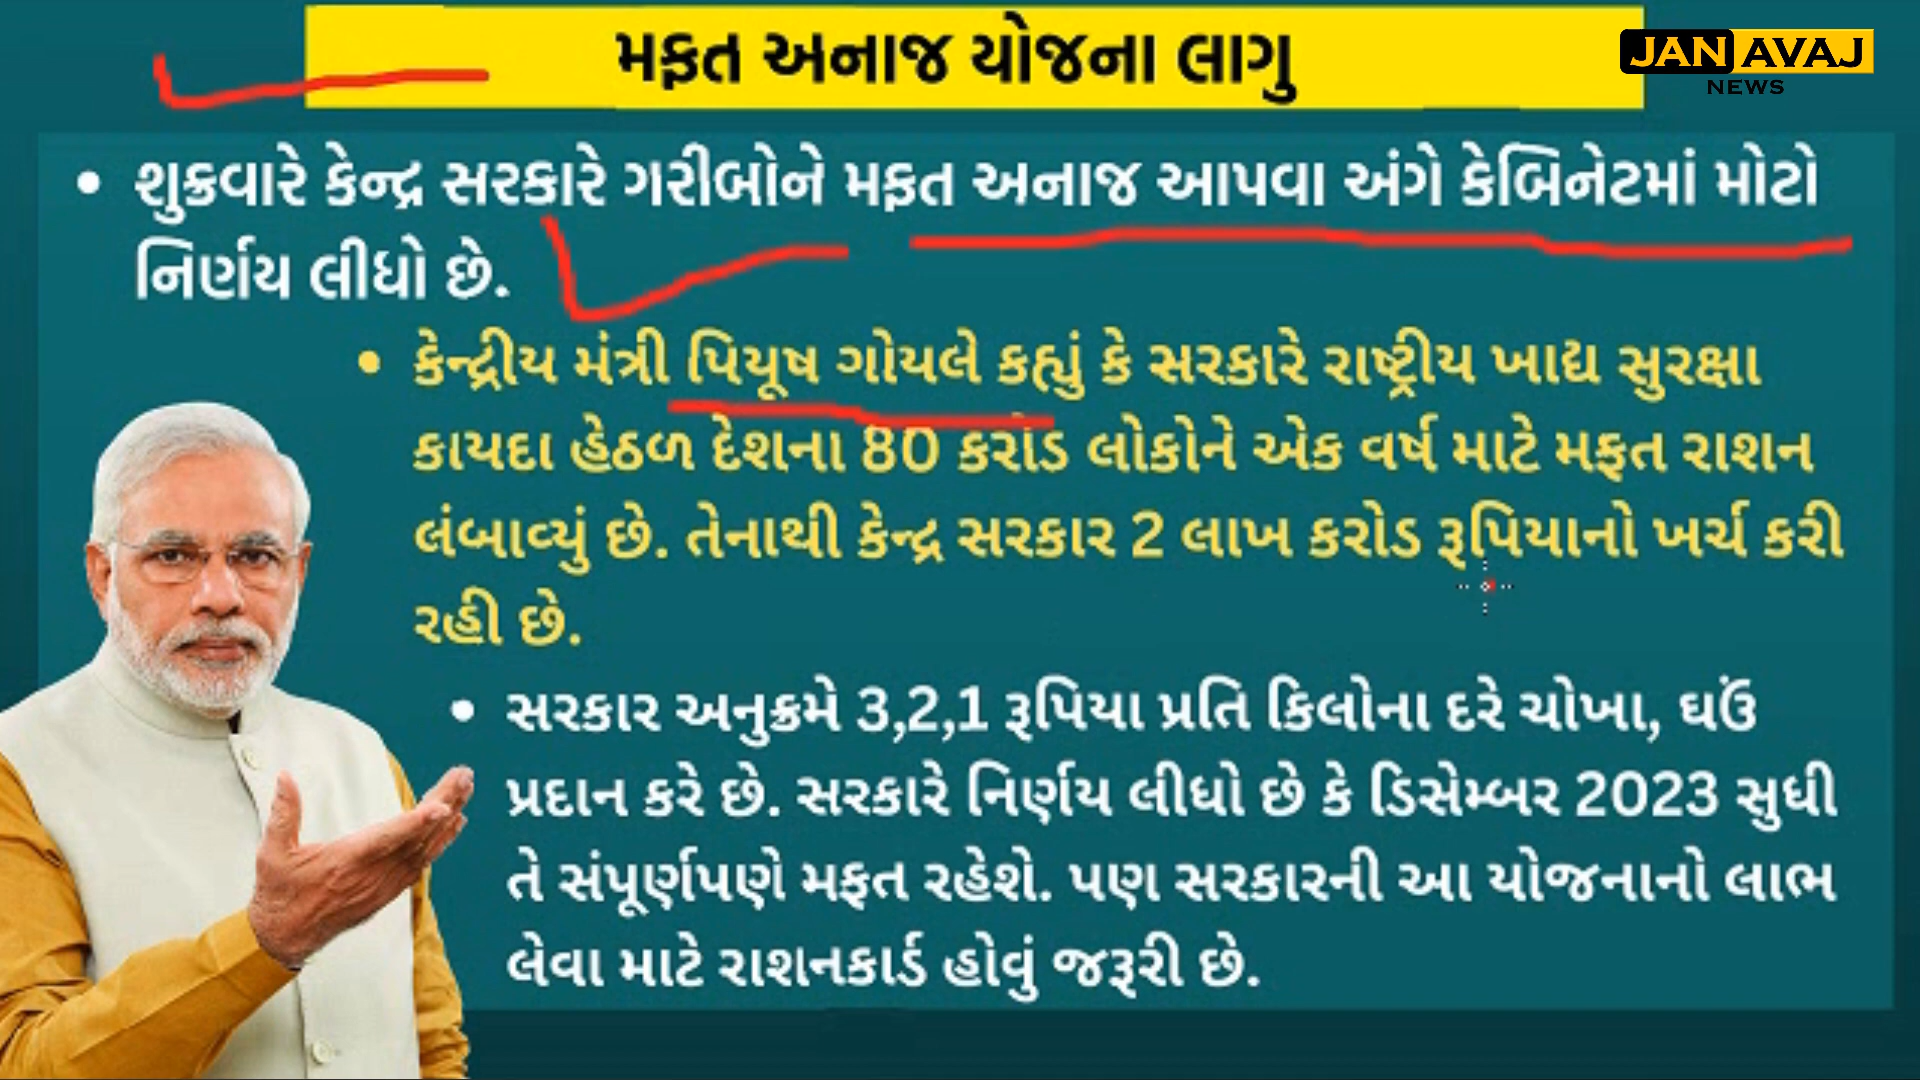 મફત અનાજ યોજના લાગુ
JAN AVAJ
NEWS
• શુક્રવારે કેન્દ્ર સરકારે ગરીબોને મફત અનાજ આપવા અંગે કેબિનેટમાં મોટો
નિર્ણય લીધો છે.
• કેન્દ્રીય મંત્રી પિયૂષ ગોયલે કહ્યું કે સરકારે રાષ્ટ્રીય ખાદ્ય સુરક્ષા
કાયદા હેઠળ દેશના 80 કરોડ લોકોને એક વર્ષ માટે મફત રાશન
લંબાવ્યું છે. તેનાથી કેન્દ્ર સરકાર 2 લાખ કરોડ રૂપિયાનો ખર્ચ કરી
રહી છે.
• સરકાર અનુક્રમે 3,2,1 રૂપિયા પ્રતિ કિલોના દરે ચોખા, ઘઉં
પ્રદાન કરે છે. સરકારે નિર્ણય લીધો છે કે ડિસેમ્બર 2023 સુધી
તે સંપૂર્ણપણે મફત રહેશે. પણ સરકારની આ યોજનાનો લાભ
લેવા માટે રાશનકાર્ડ હોવું જરૂરી છે.